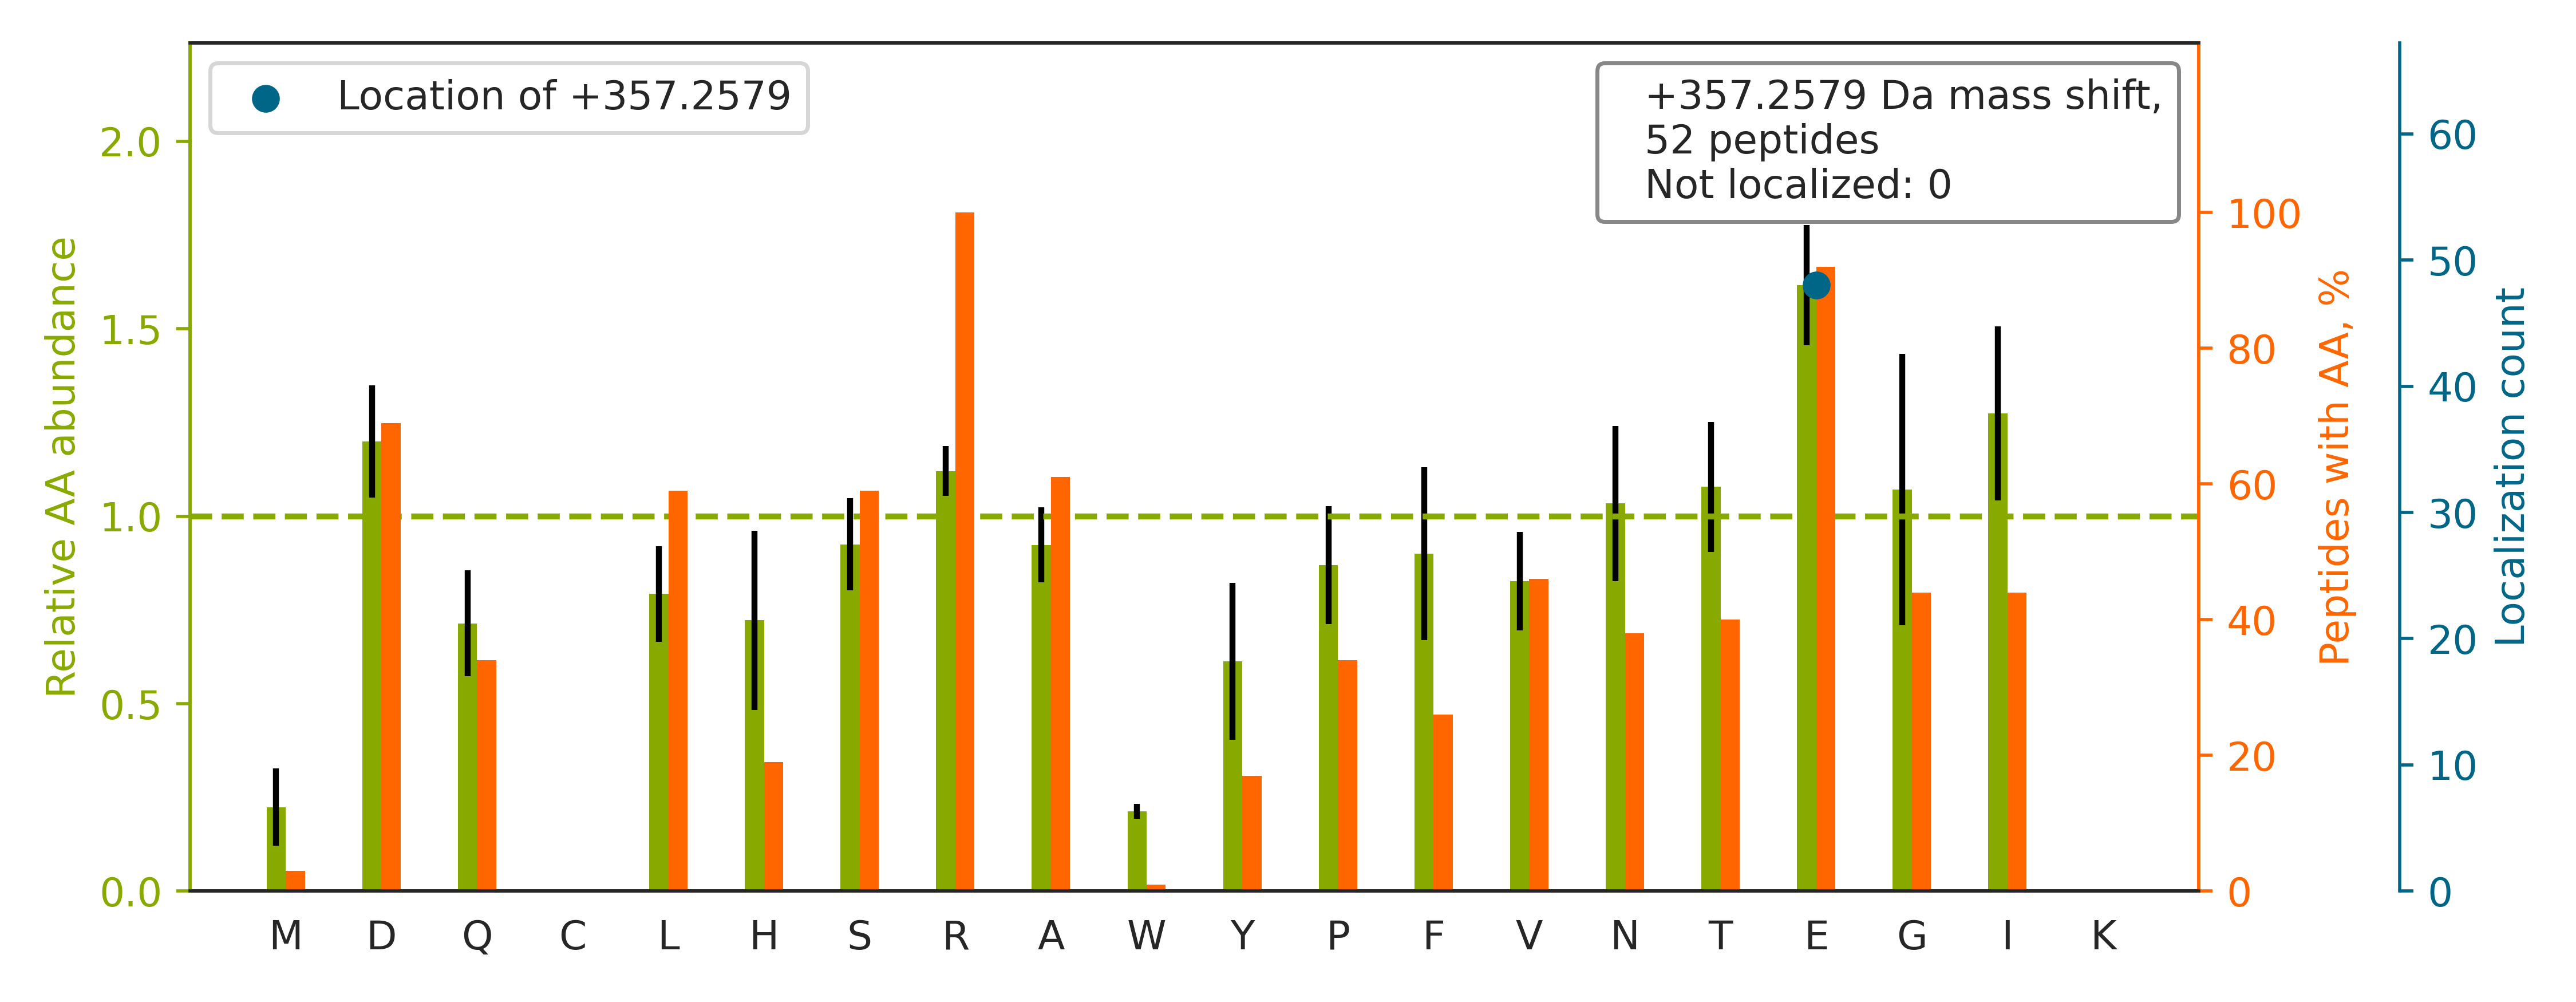 Location of +357.2579
+357.2579 Da mass shift,
52 peptides
Not localized: 0
Relative AA abundance
2.0
1.5
1.0
0.5
0.0
100
80
60
40
20
0
Peptides with AA, %
60
50
40
30
20
10
0
Localization count
M D Q C L H S R A W Y P F V N T E G I K